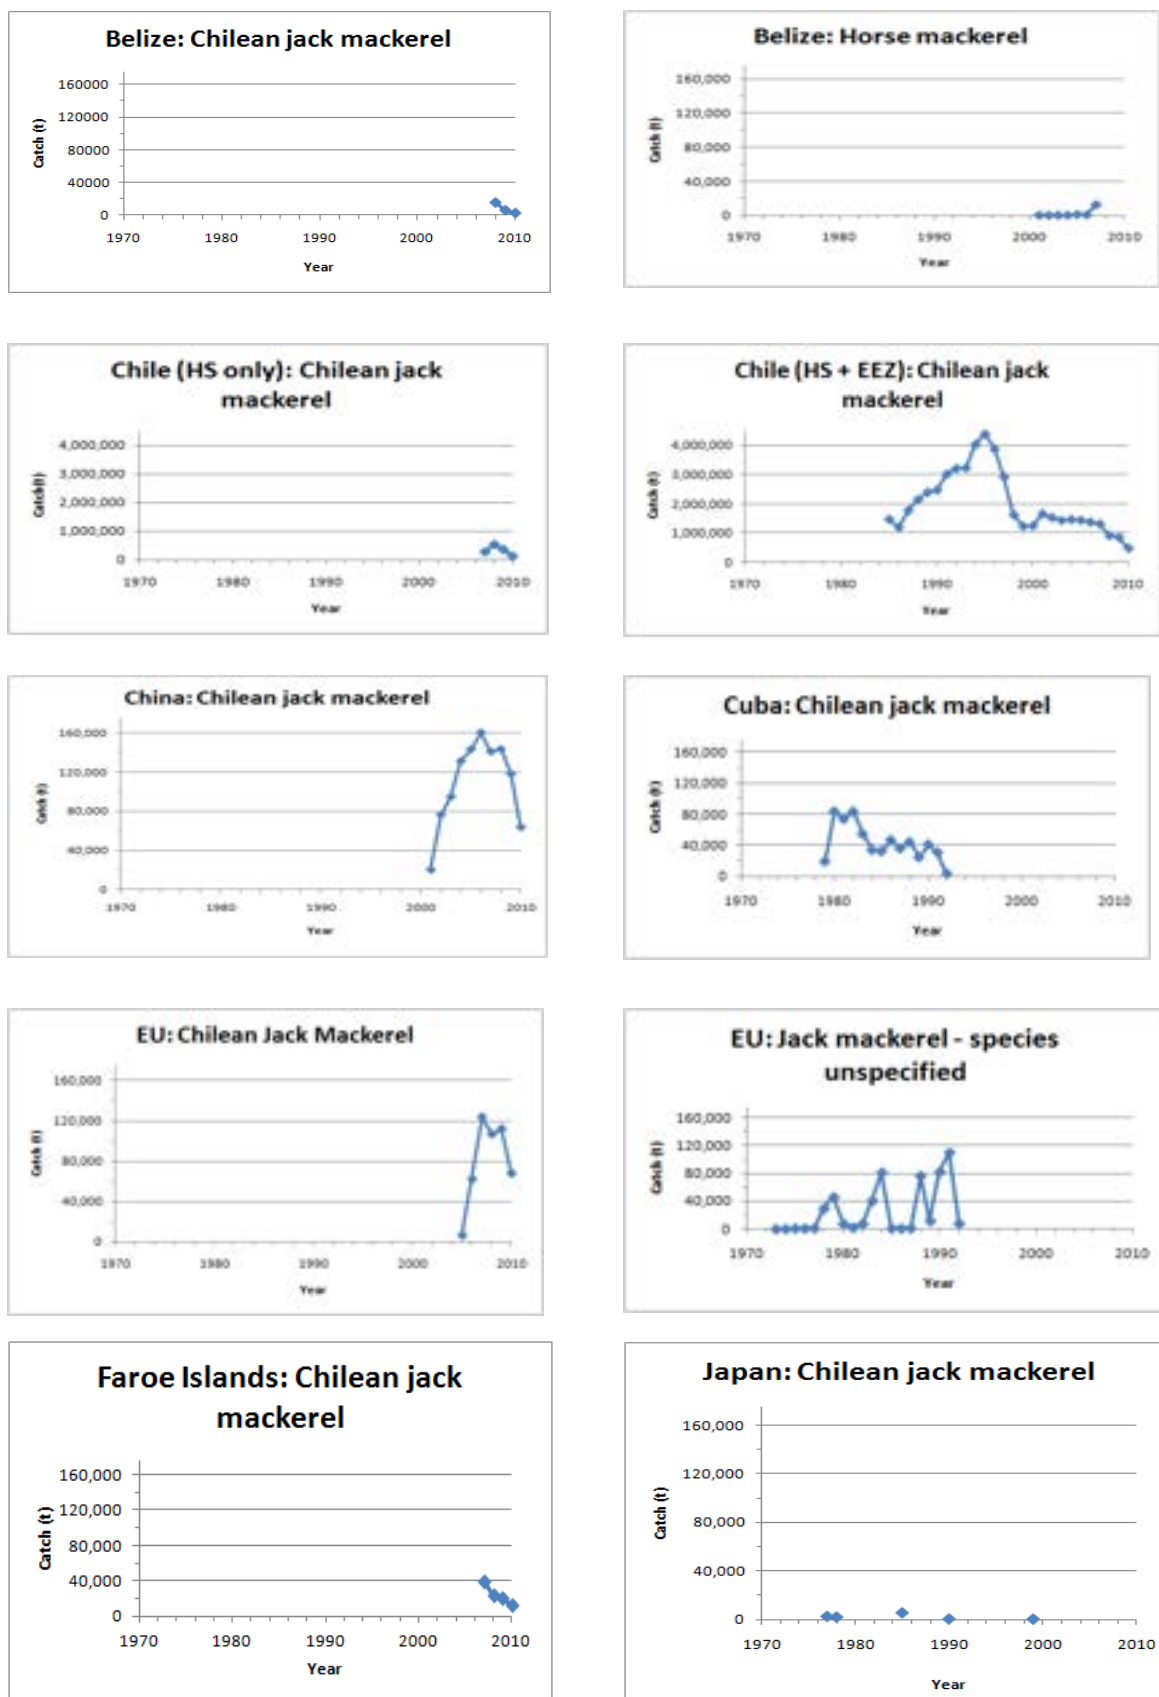 Belize: Chilean jack mackerel
160000
120000
80000
40000
0
Catch (t)
1970 1980 1990 2000 2010
Year
Belize: Horse mackerel
160,000
120,000
80,000
40,000
0
Catch (t)
1970 1980 1990 2000 2010
Year
Chile (HS only): Chilean jack
mackerel
4,000,000
3,000,000
2,000,000
1,000,000
0
Catch(t)
1970 1980 1990 2000 2010
Year
Chile (HS + EEZ): Chilean jack
mackerel
4,000,000
3,000,000
2,000,000
1,000,000
0
Catch (t)
1970 1980 1990 2000 2010
Year
China: Chilean jack mackerel
160,000
120,000
80,000
40,000
0
Catch (t)
1970 1980 1990 2000 2010
Year
Cuba: Chilean jack mackerel
160,000
120,000
80,000
40,000
0
Catch (t)
1970 1980 1990 2000 2010
Year
EU: Chilean Jack Mackerel
160,000
120,000
80,000
40,000
0
Catch (t)
1970 1980 1990 2000 2010
Year
EU: Jack mackerel - species
unspecified
160,000
120,000
80,000
40,000
0
Catch (t)
1970 1980 1990 2000 2010
Year
Faroe Islands: Chilean jack
mackerel
160,000
120,000
80,000
40,000
0
Catch (t)
1970 1980 1990 2000 2010
Year
Japan: Chilean jack mackerel
160,000
120,000
80,000
40,000
0
Catch (t)
1970 1980 1990 2000 2010
Year